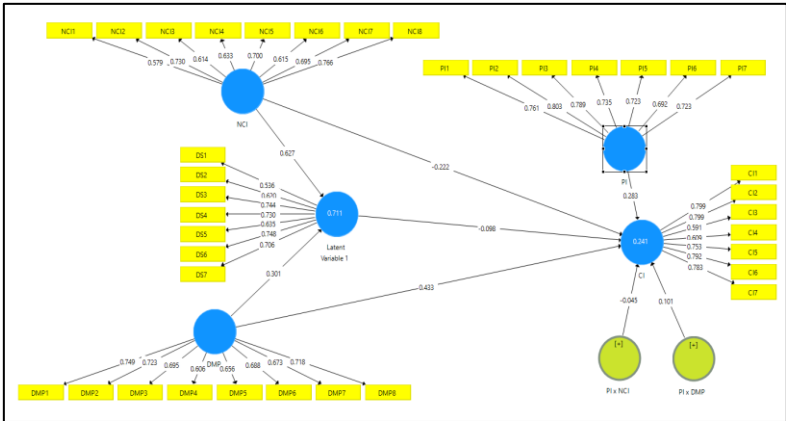 NCI1 NCI2 NCI3 NCI4 NCI5 NCI6 NCI7 NCI8
0.579 0.730 0.614 0.633 0.700 0.615 0.695 0.766
NCI
PI1 PI2 PI3 PI4 PI5 PI6 PI7
0.761 0.803 0.789 0.735 0.723 0.692 0.723
PI
0.627
-0.222
0.283
DS1
DS2
DS3
DS4
DS5
DS6
DS7
0.536
0.620
0.744
0.730
0.635
0.748
0.706
0.711
Latent
Variable 1
-0.098
0.301
0.433
CI1
CI2
CI3
CI4
CI5
CI6
CI7
0.799
0.799
0.591
0.609
0.753
0.792
0.783
0.241
CI
-0.045
0.101
[+]
[+]
PI x NCI
PI x DMP
DMP
0.749 0.723 0.695 0.606 0.656 0.688 0.673 0.718
DMP1 DMP2 DMP3 DMP4 DMP5 DMP6 DMP7 DMP8